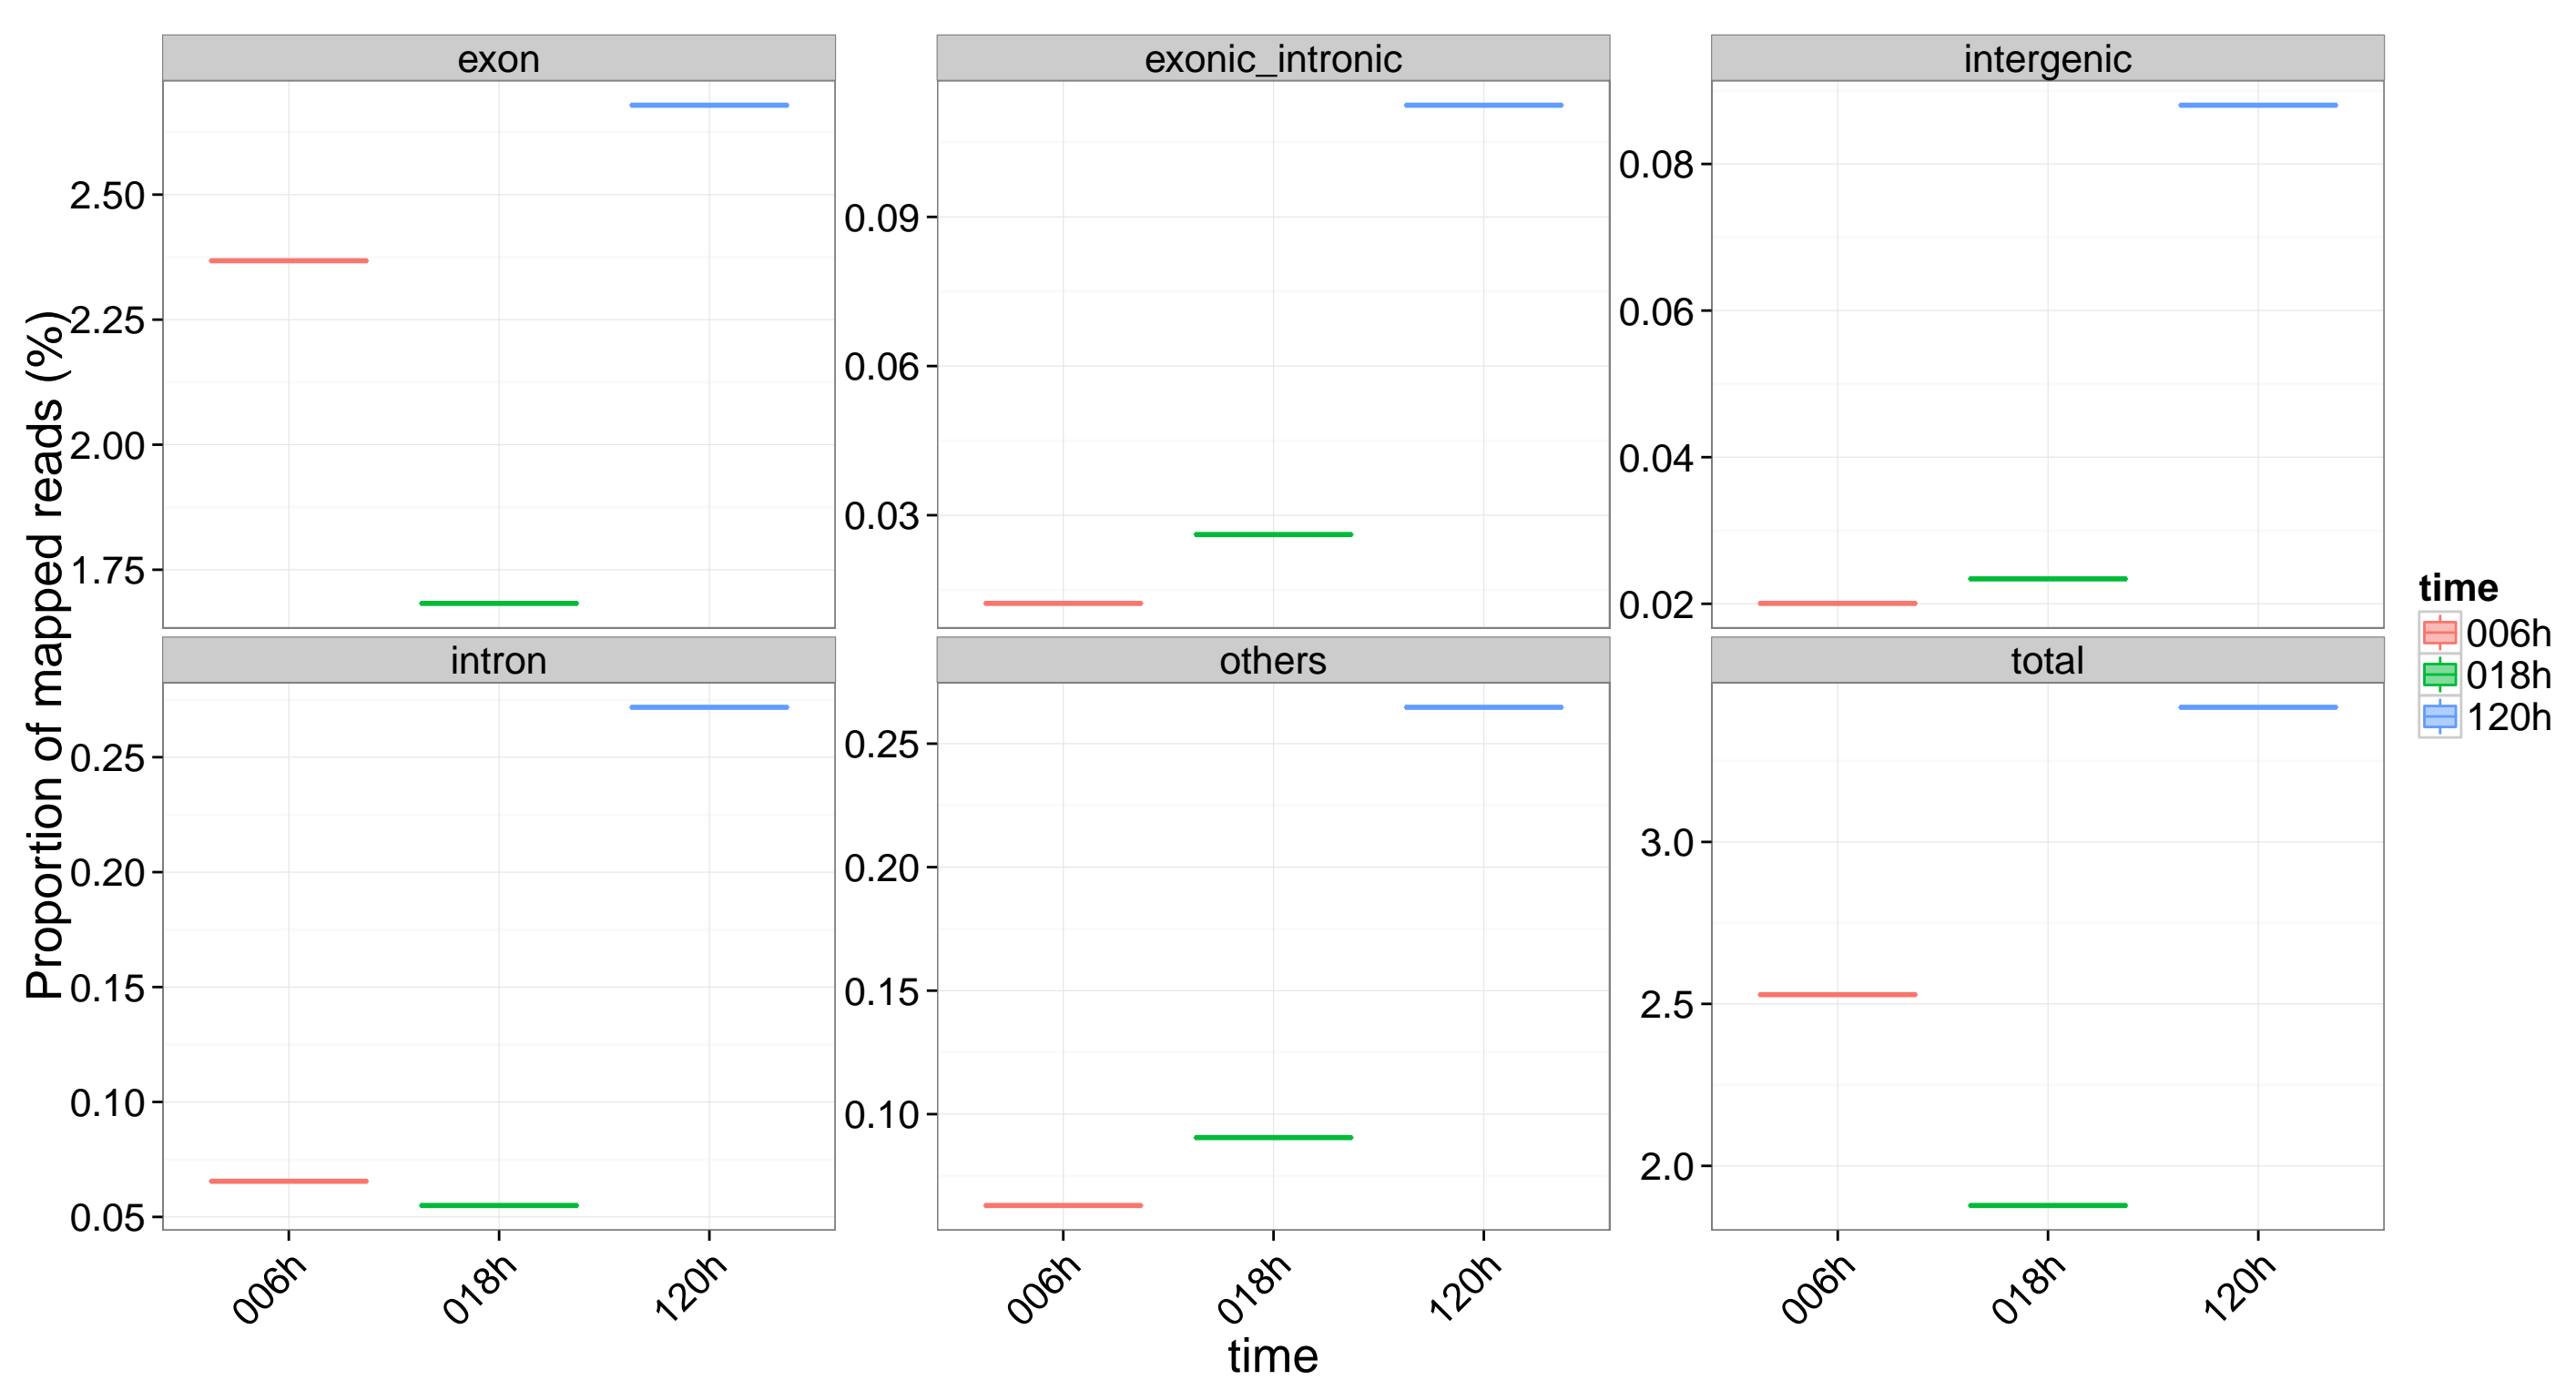 exon
exonic_intronic
intergenic
2.50
2.25
2.00
1.75
0.09
0.06
0.03
0.08
0.06
0.04
0.02
intron
others
total
0.25
0.20
0.15
0.10
0.05
0.25
0.20
0.15
0.10
3.0
2.5
2.0
006h 018h 120h
006h 018h 120h
006h 018h 120h
time
Proportion of mapped reads (%)
time
006h
018h
120h